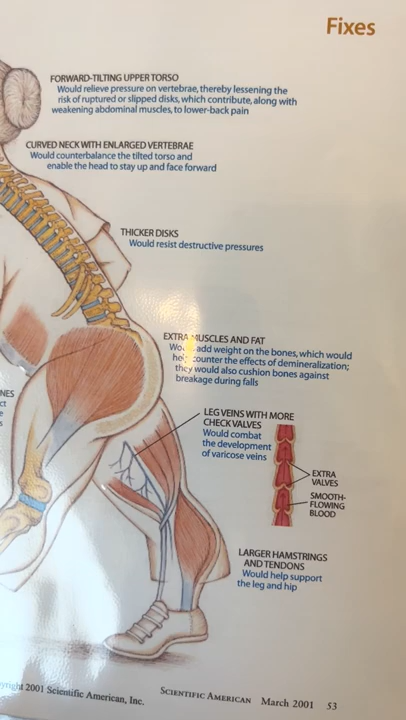 Fixes
FORWARD-TILTING UPPER TORSO
Would relieve pressure on vertebrae, thereby lessening the
risk of ruptured or slipped disks, which contribute, along with
weakening abdominal muscles, to lower-back pain
CURVED NECK WITH ENLARGED VERTEBRAE
Would counterbalance the tilted torso and
enable the head to stay up and face forward
THICKER DISKS
Would resist destructive pressures
EXTRA MUSCLES AND FAT
add weight on the bones, which would
counter the effects of demineralization;
they would also cushion bones against
breakage during falls
NES
ct
e
s
LEG VEINS WITH MORE
CHECK VALVES
Would combat
the development
of varicose veins
EXTRA
VALVES
SMOOTH-
FLOWING
BLOOD
LARGER HAMSTRINGS
AND TENDONS
Would help support
the leg and hip
yright 2001 Scientific American, Inc.
SCIENTIFIC AMERICAN March 2001 53